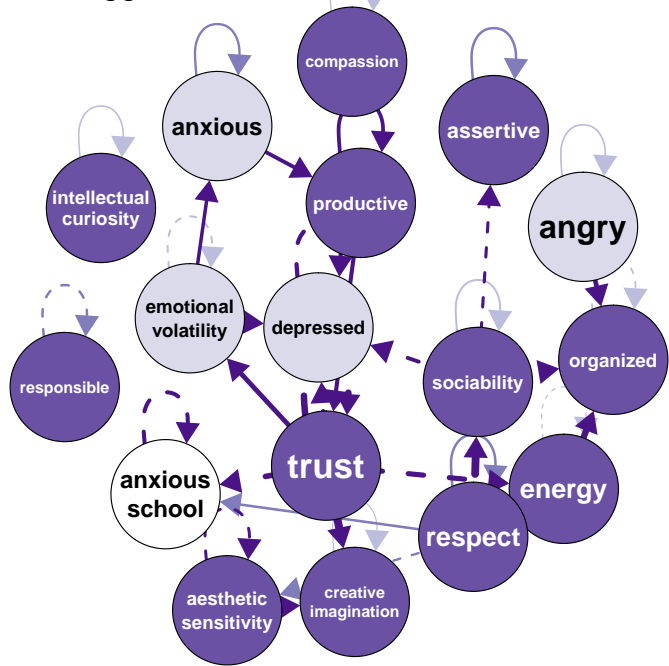 compassion
anxious
assertive
intellectual
curiosity
productive
angry
emotional
volatility
depressed
responsible
sociability
organized
anxious
school
trust
energy
respect
aesthetic
sensitivity
creative
imagination